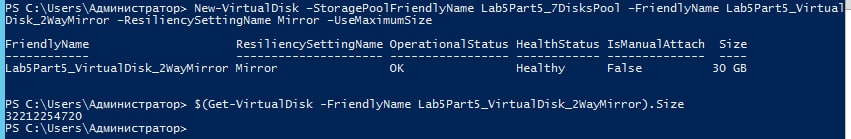 PS C:\Users\Администратор> New-VirtualDisk -StoragePoolFriendlyName Lab5Part5_7DisksPool -FriendlyName Lab5Part5_Virtual
Disk_2WayMirror -ResiliencySettingName Mirror -UseMaximumSize
FriendlyName ResiliencySettingName OperationalStatus HealthStatus IsManualAttach Size
------------ --------------------- ----------------- ------------ -------------- ----
Lab5Part5_VirtualDisk_2WayMirror Mirror OK Healthy False 30 GB
PS C:\Users\Администратор> $(Get-VirtualDisk -FriendlyName Lab5Part5_VirtualDisk_2WayMirror).Size
32212254720
PS C:\Users\Администратор>